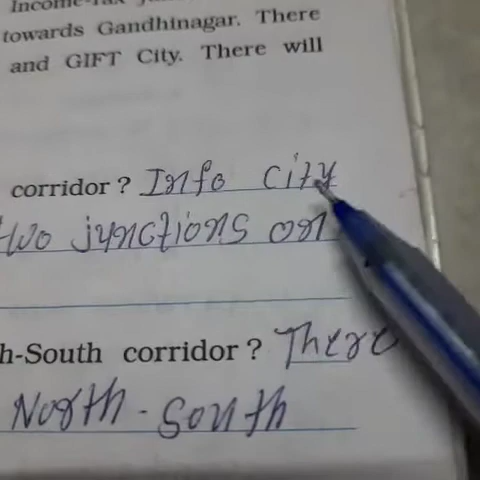 Income-Tax
towards Gandhinagar. There
and GIFT City. There will
corridor ? Info City
two junctions on
h-South corridor ? There
North - South